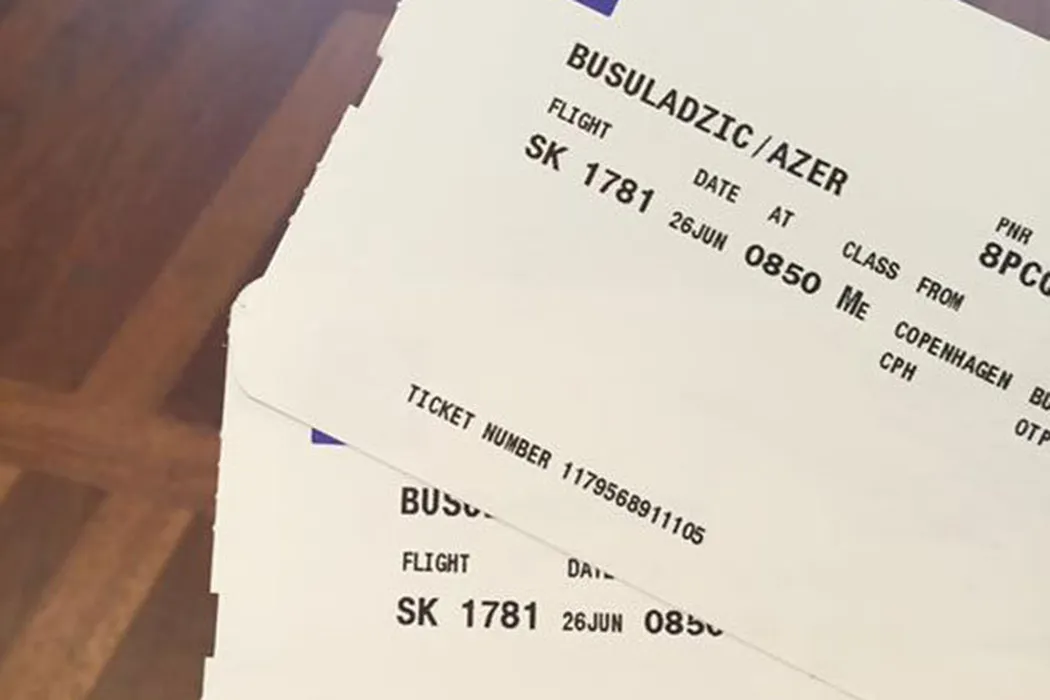 BUSULADZIC/AZER
FLIGHT DATE AT CLASS FROM PNR
SK 1781 26JUN 0850 ME COPENHAGEN
CPH OTP
TICKET NUMBER 1179568911105
FLIGHT
SK 1781 26JUN